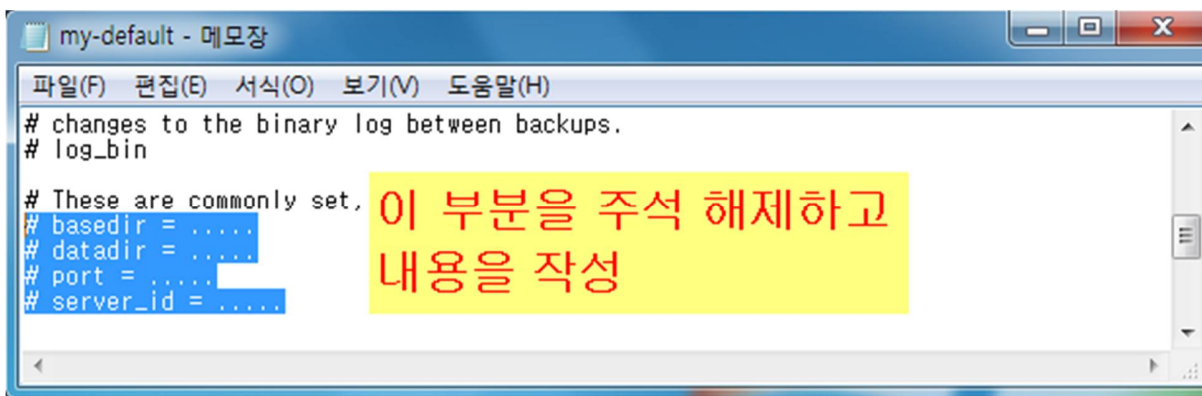 my-default - 메모장
파일(F) 편집(E) 서식(O) 보기(V) 도움말(H)
# changes to the binary log between backups.
# log_bin
# These are commonly set,
이 부분을 주석 해제하고
내용을 작성
# basedir = .....
# datadir = .....
# port = .....
# server_id = .....